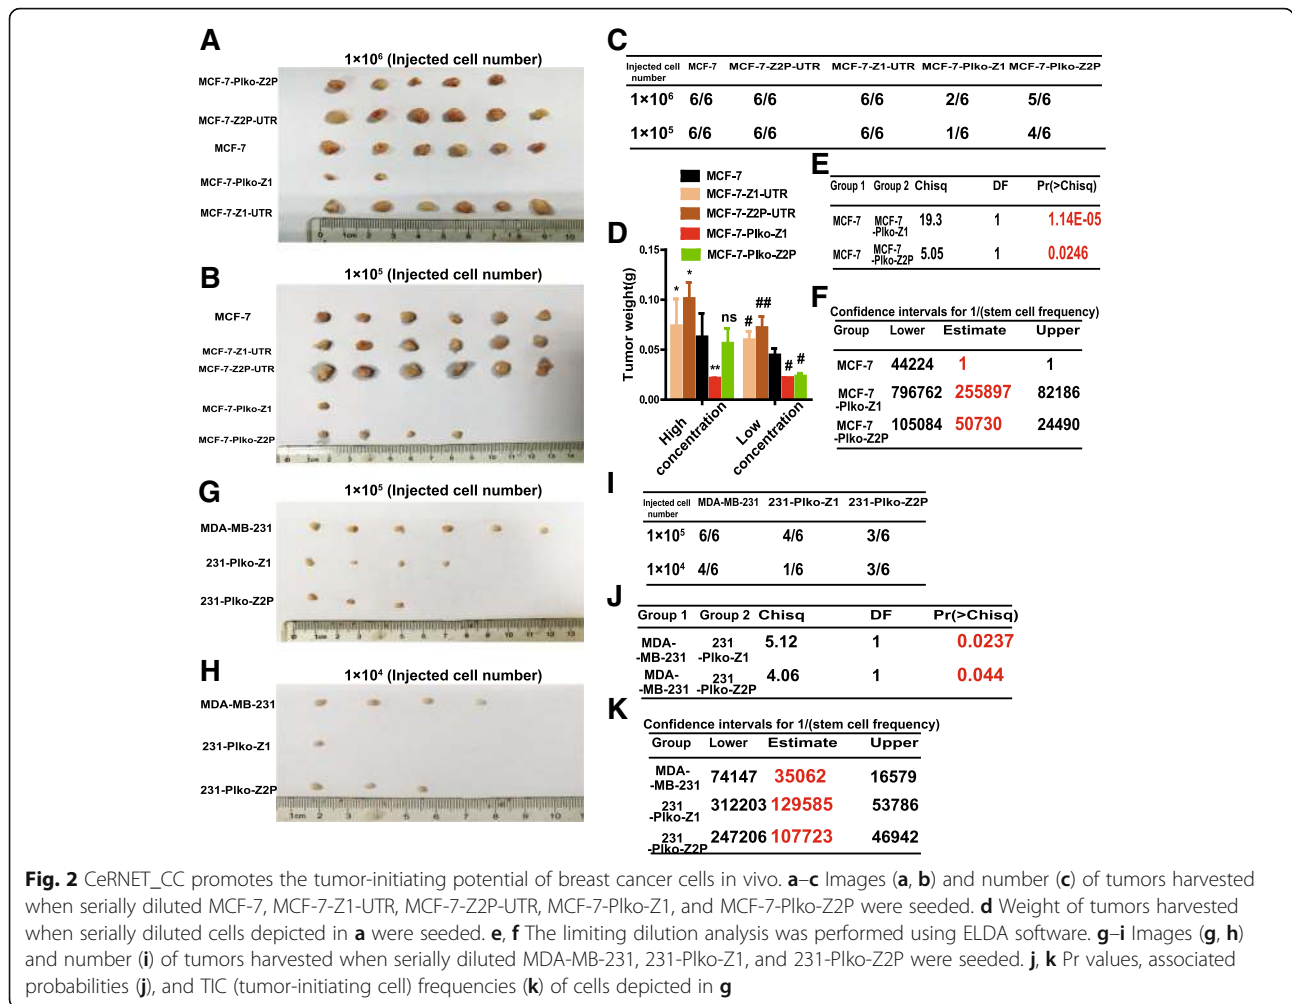 A
1×10⁶ (Injected cell number)
MCF-7-Plko-Z2P
MCF-7-Z2P-UTR
MCF-7
MCF-7-Plko-Z1
MCF-7-Z1-UTR
B
1×10⁵ (Injected cell number)
MCF-7
MCF-7-Z1-UTR
MCF-7-Z2P-UTR
MCF-7-Plko-Z1
MCF-7-Plko-Z2P
G
1×10⁵ (Injected cell number)
MDA-MB-231
231-Plko-Z1
231-Plko-Z2P
H
1×10⁴ (Injected cell number)
MDA-MB-231
231-Plko-Z1
231-Plko-Z2P
C
Injected cell number MCF-7 MCF-7-Z2P-UTR MCF-7-Z1-UTR MCF-7-Plko-Z1 MCF-7-Plko-Z2P
1×10⁶ 6/6 6/6 6/6 2/6 5/6
1×10⁵ 6/6 6/6 6/6 1/6 4/6
D
MCF-7
MCF-7-Z1-UTR
MCF-7-Z2P-UTR
MCF-7-Plko-Z1
MCF-7-Plko-Z2P
Tumor weight(g)
0.15
0.10
0.05
0.00
* * ** ns # ## # #
High concentration
Low concentration
E
Group 1 Group 2 Chisq DF Pr(>Chisq)
MCF-7 MCF-7-Plko-Z1 19.3 1 1.14E-05
MCF-7 MCF-7-Plko-Z2P 5.05 1 0.0246
F
Confidence intervals for 1/(stem cell frequency)
Group Lower Estimate Upper
MCF-7 44224 1 1
MCF-7-Plko-Z1 796762 255897 82186
MCF-7-Plko-Z2P 105084 50730 24490
I
Injected cell number MDA-MB-231 231-Plko-Z1 231-Plko-Z2P
1×10⁵ 6/6 4/6 3/6
1×10⁴ 4/6 1/6 3/6
J
Group 1 Group 2 Chisq DF Pr(>Chisq)
MDA--MB-231 231-Plko-Z1 5.12 1 0.0237
MDA--MB-231 231-Plko-Z2P 4.06 1 0.044
K
Confidence intervals for 1/(stem cell frequency)
Group Lower Estimate Upper
MDA--MB-231 74147 35062 16579
231-Plko-Z1 312203 129585 53786
231-Plko-Z2P 247206 107723 46942
Fig. 2 CeRNET_CC promotes the tumor-initiating potential of breast cancer cells in vivo. a–c Images (a, b) and number (c) of tumors harvested
when serially diluted MCF-7, MCF-7-Z1-UTR, MCF-7-Z2P-UTR, MCF-7-Plko-Z1, and MCF-7-Plko-Z2P were seeded. d Weight of tumors harvested
when serially diluted cells depicted in a were seeded. e, f The limiting dilution analysis was performed using ELDA software. g–i Images (g, h)
and number (i) of tumors harvested when serially diluted MDA-MB-231, 231-Plko-Z1, and 231-Plko-Z2P were seeded. j, k Pr values, associated
probabilities (j), and TIC (tumor-initiating cell) frequencies (k) of cells depicted in g